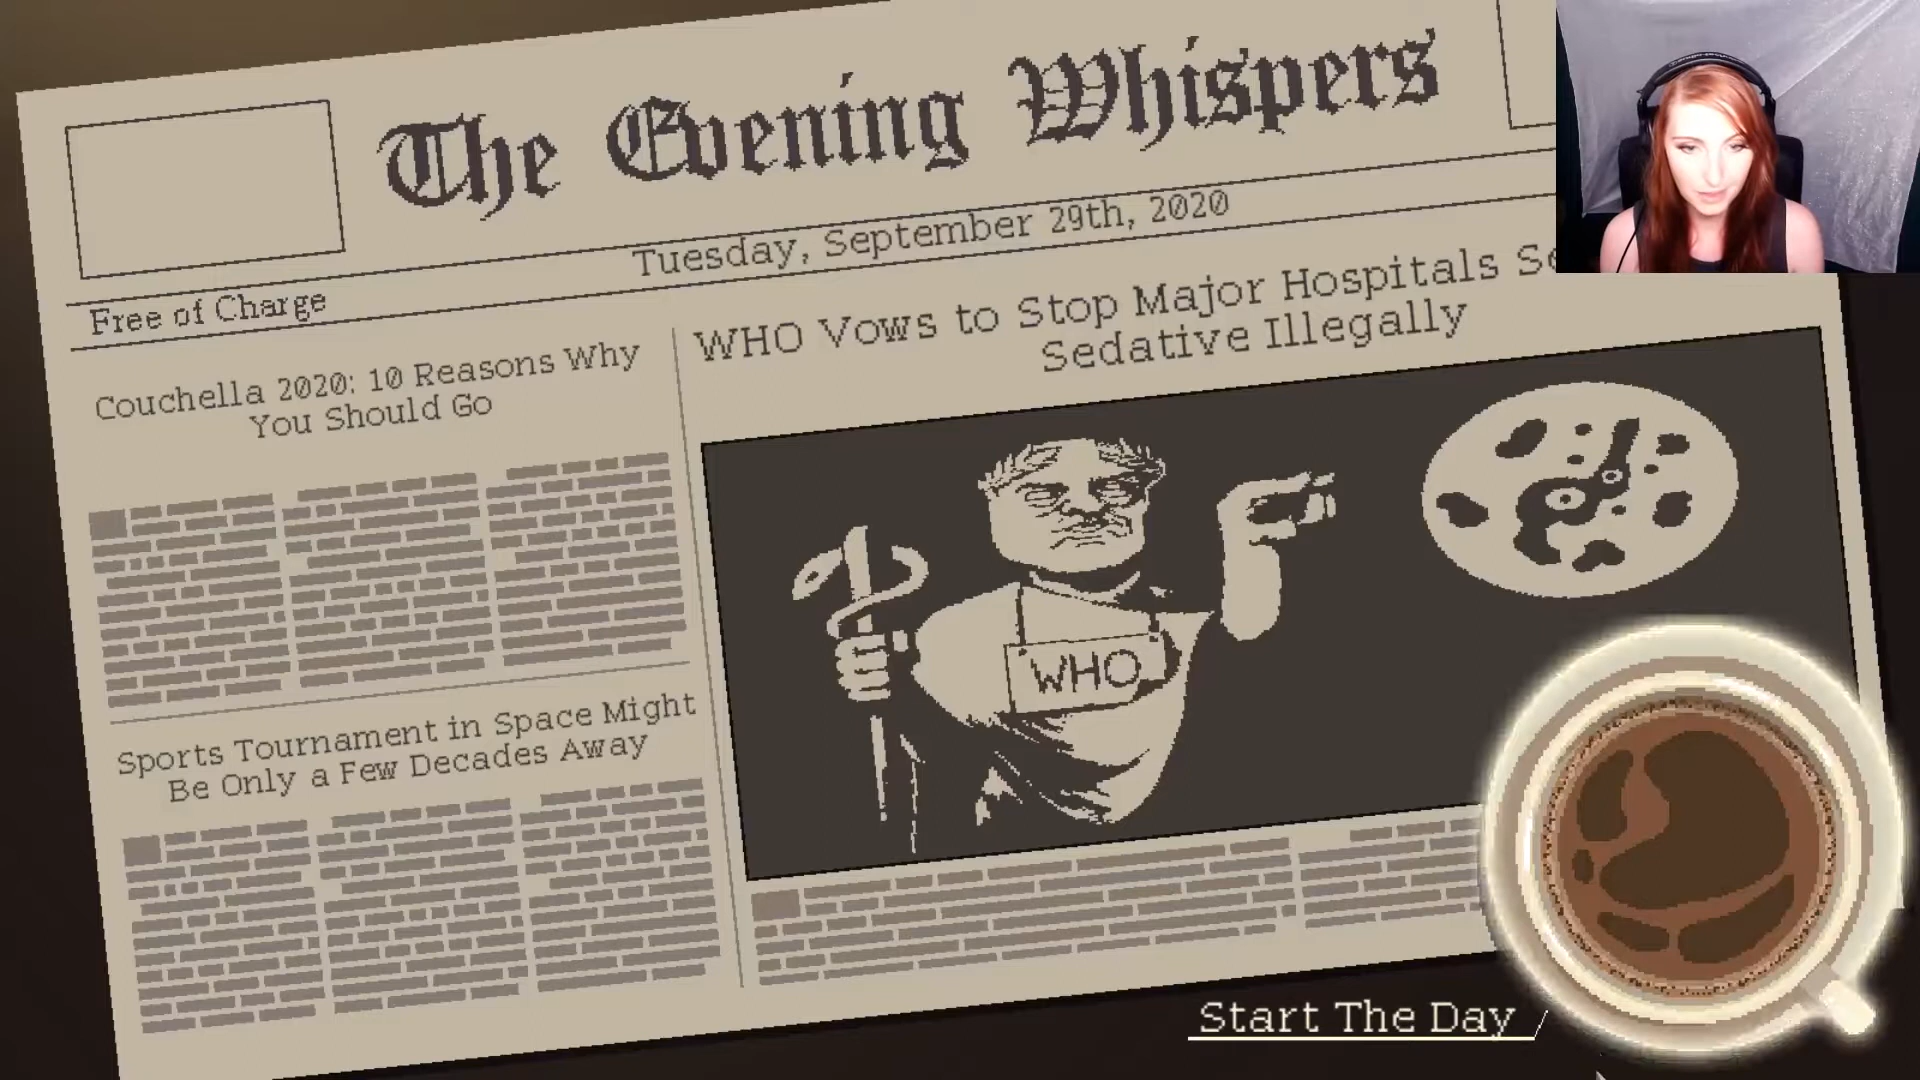 The Evening Whispers
Tuesday, September 29th, 2020
Free of Charge
Couchella 2020: 10 Reasons Why
You Should Go
WHO Vows to Stop Major Hospitals
Sedative Illegally
WHO
Sports Tournament in Space Might
Be Only a Few Decades Away
Start The Day